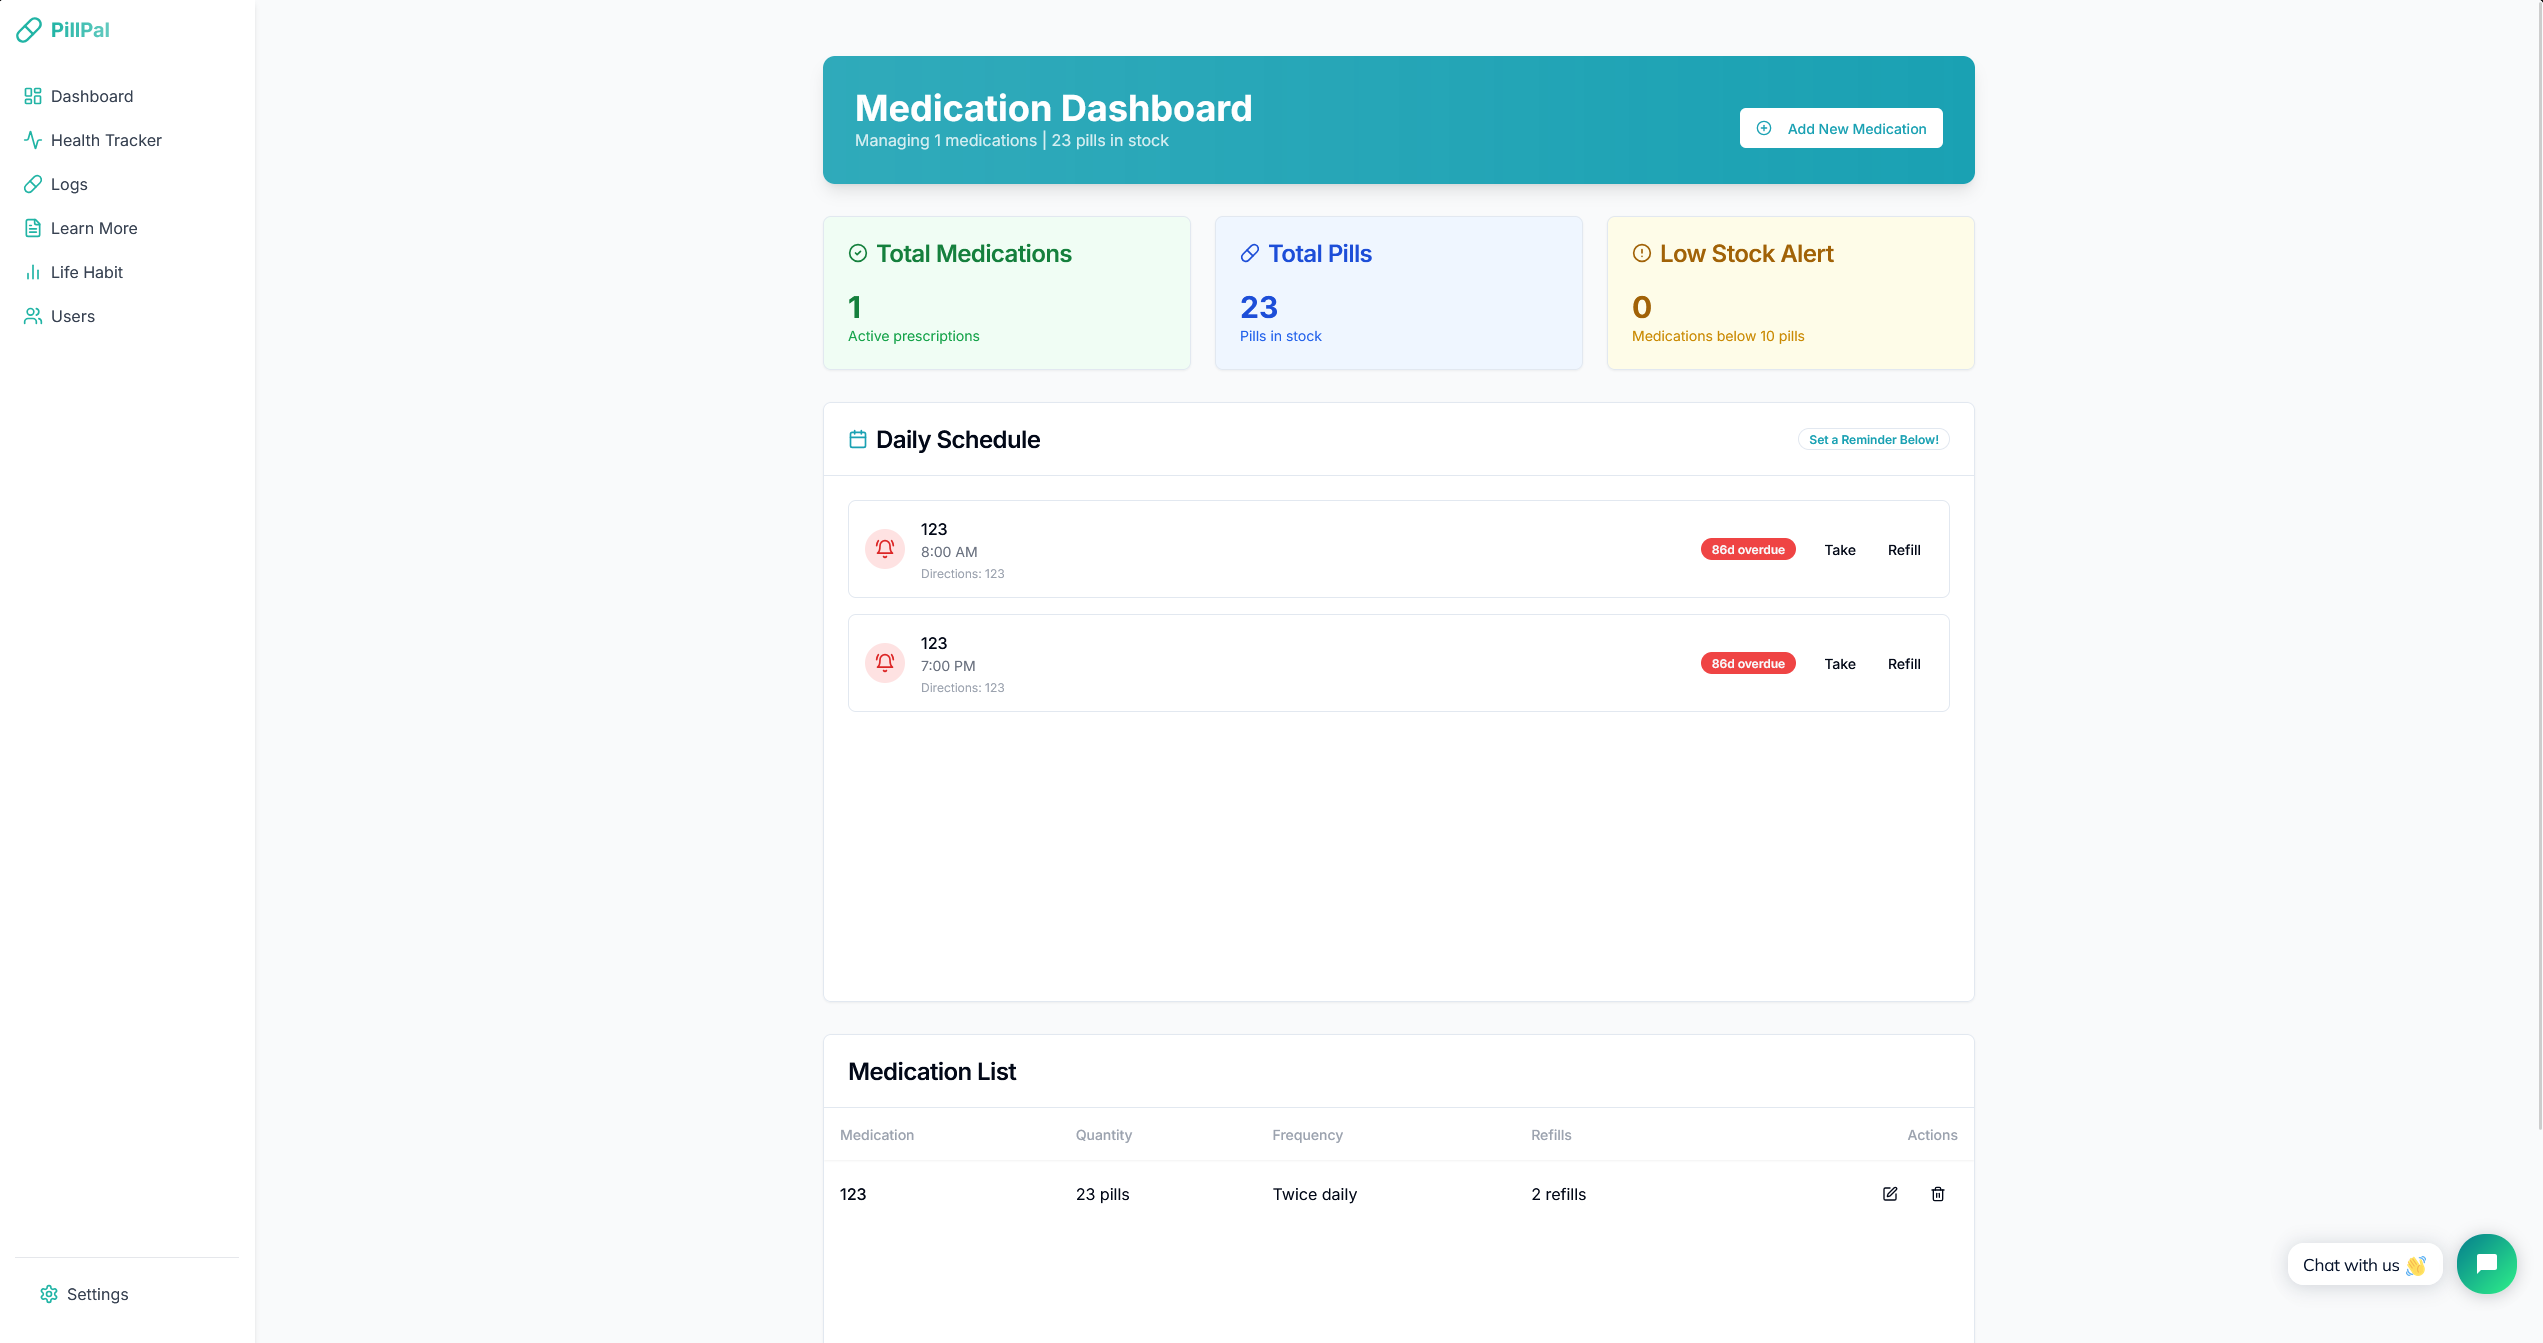 PillPal
Dashboard
Health Tracker
Logs
Learn More
Life Habit
Users
Settings
Medication Dashboard
Managing 1 medications | 23 pills in stock
Add New Medication
Total Medications
1
Active prescriptions
Total Pills
23
Pills in stock
Low Stock Alert
0
Medications below 10 pills
Daily Schedule
Set a Reminder Below!
123
8:00 AM
Directions: 123
86d overdue
Take
Refill
123
7:00 PM
Directions: 123
86d overdue
Take
Refill
Medication List
Medication Quantity Frequency Refills Actions
123 23 pills Twice daily 2 refills
Chat with us 👋